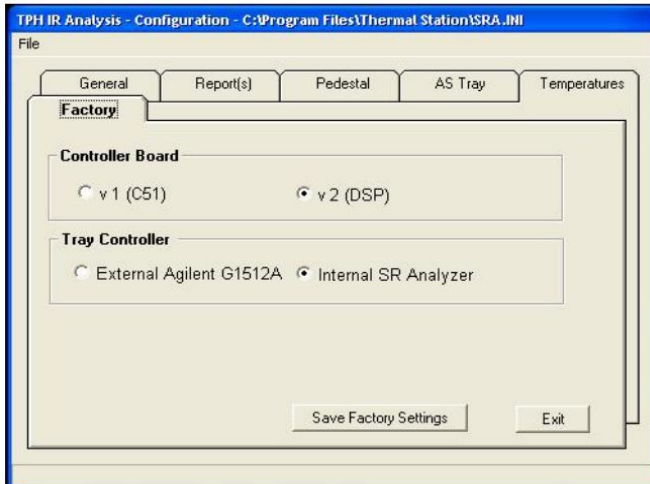 TPH IR Analysis - Configuration - C:\Program Files\Thermal Station\SRA.INI
File
General Report(s) Pedestal AS Tray Temperatures
Factory
Controller Board
v 1 (C51) v 2 (DSP)
Tray Controller
External Agilent G1512A Internal SR Analyzer
Save Factory Settings Exit